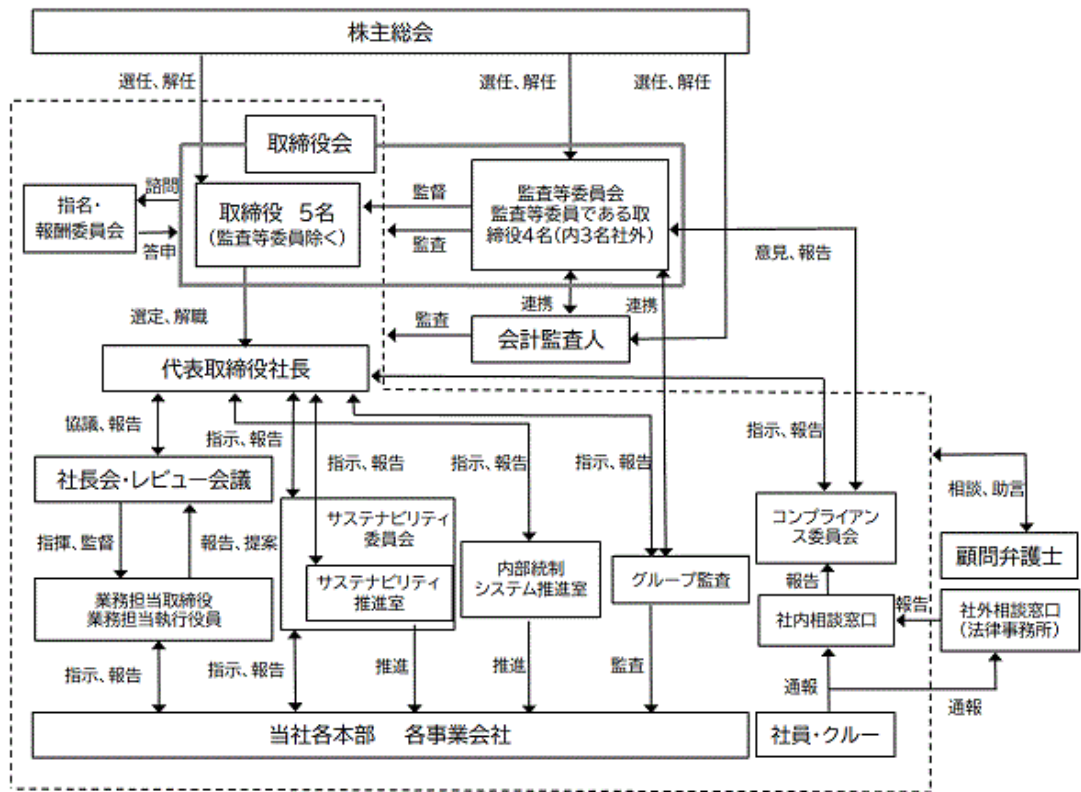 株主総会
選任、解任
選任、解任
選任、解任
取締役会
諮問
指名・
報酬委員会
答申
取締役 5名
(監査等委員除く)
監督
監査
監査等委員会
監査等委員である取
締役4名(内3名社外)
意見、報告
選定、解職
監査
連携
連携
会計監査人
代表取締役社長
協議、報告
指示、報告
指示、報告
指示、報告
指示、報告
指示、報告
社長会・レビュー会議
相談、助言
指揮、監督
報告、提案
サステナビリティ
委員会
サステナビリティ
推進室
内部統制
システム推進室
グループ監査
コンプライアン
ス委員会
顧問弁護士
業務担当取締役
業務担当執行役員
報告
社内相談窓口
報告
社外相談窓口
(法律事務所)
指示、報告
指示、報告
推進
推進
監査
通報
通報
当社各本部 各事業会社
社員・クルー